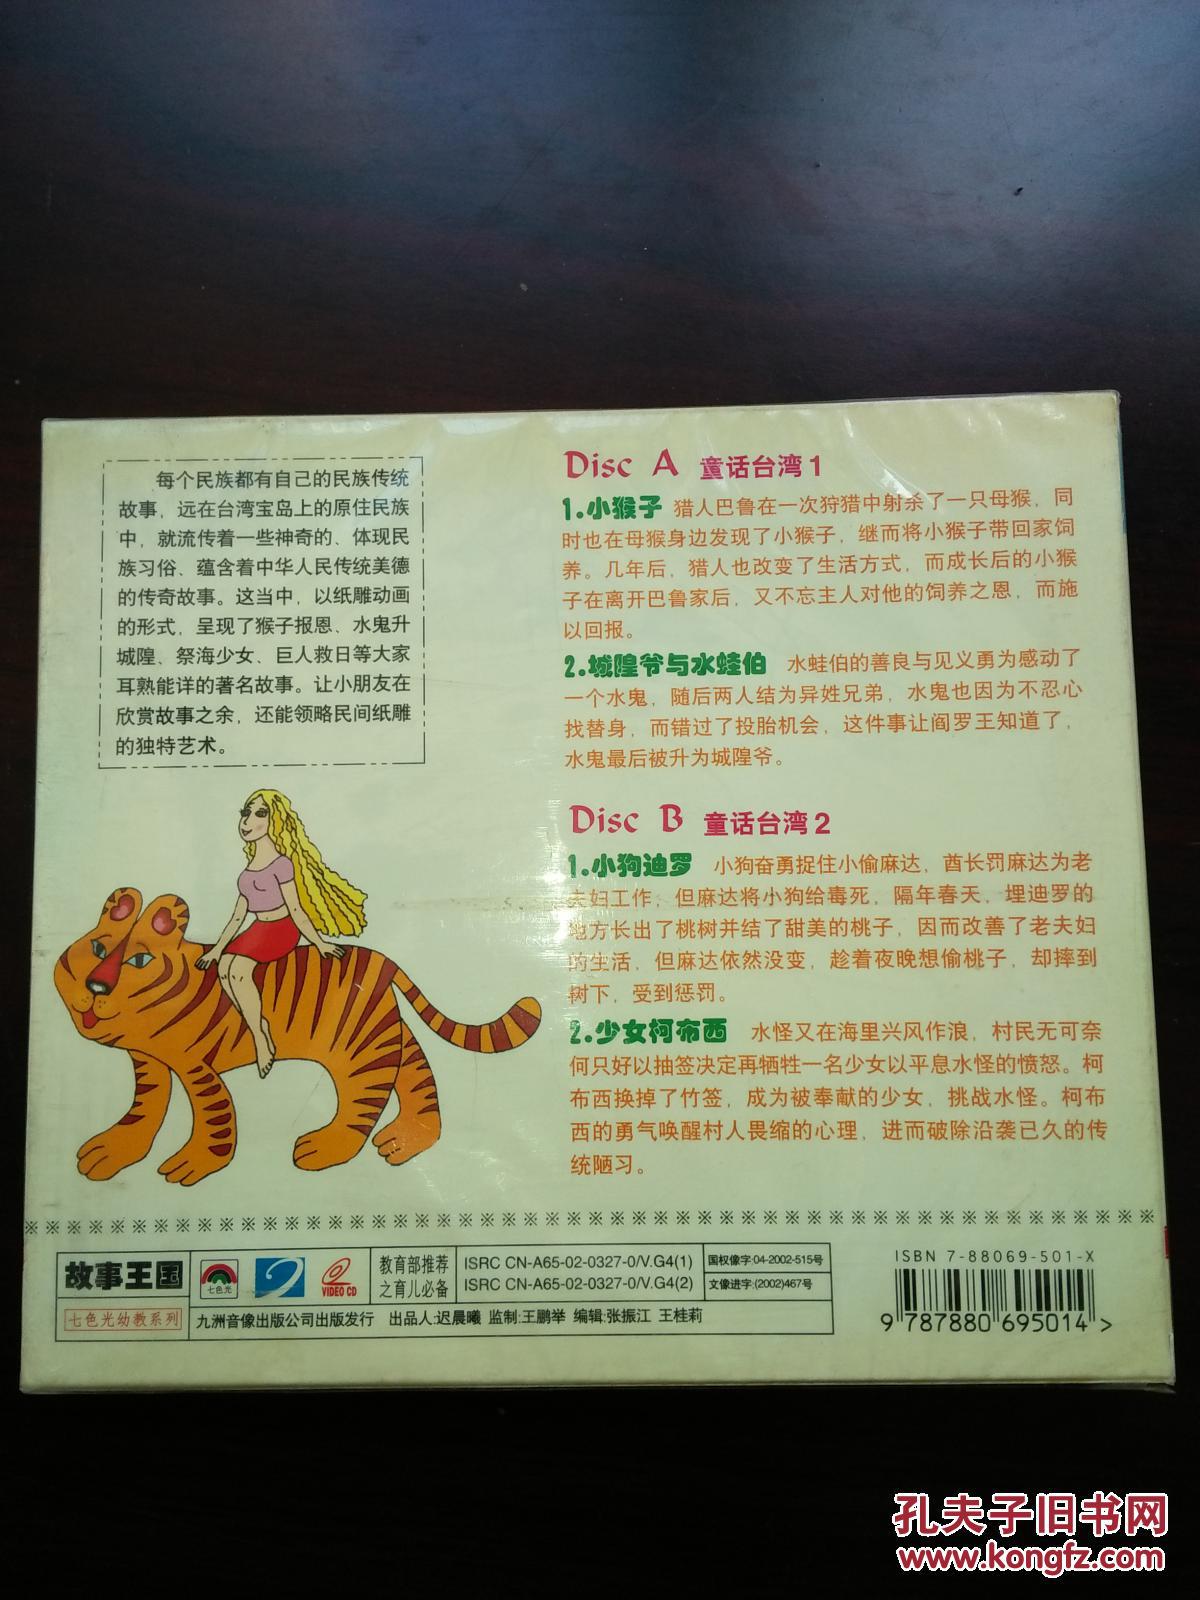 每个民族都有自己的民族传统
故事，远在台湾宝岛上的原住民族
中，就流传着一些神奇的、体现民
族习俗、蕴含着中华人民传统美德
的传奇故事。这当中，以纸雕动画
的形式，呈现了猴子报恩、水鬼升
城隍、祭海少女、巨人救日等大家
耳熟能详的著名故事。让小朋友在
欣赏故事之余，还能领略民间纸雕
的独特艺术。
Disc A 童话台湾1
1.小猴子 猎人巴鲁在一次狩猎中射杀了一只母猴，同
时也在母猴身边发现了小猴子，继而将小猴子带回家饲
养。几年后，猎人也改变了生活方式，而成长后的小猴
子在离开巴鲁家后，又不忘主人对他的饲养之恩，而施
以回报。
2.城隍爷与水蛙伯 水蛙伯的善良与见义勇为感动了
一个水鬼，随后两人结为异姓兄弟，水鬼也因为不忍心
找替身，而错过了投胎机会，这件事让阎罗王知道了，
水鬼最后被升为城隍爷。
Disc B 童话台湾2
1.小狗迪罗 小狗奋勇捉住小偷麻达，酋长罚麻达为老
夫妇工作；但麻达将小狗给毒死，隔年春天，埋迪罗的
地方长出了桃树并结了甜美的桃子，因而改善了老夫妇
的生活，但麻达依然没变，趁着夜晚想偷桃子，却摔到
树下，受到惩罚。
2.少女柯布西 水怪又在海里兴风作浪，村民无可奈
何只好以抽签决定再牺牲一名少女以平息水怪的愤怒。柯
布西换掉了竹签，成为被奉献的少女，挑战水怪。柯布
西的勇气唤醒村人畏缩的心理，进而破除沿袭已久的传
统陋习。
※※※※※※※※※※※※※※※※※※※※※※※※※※※※※※※※※※※※※※※※※※※※※※※※※※※※
故事王国
七色光幼教系列
七色光
VIDEO CD
教育部推荐
之育儿必备
ISRC CN-A65-02-0327-0/V.G4(1)
ISRC CN-A65-02-0327-0/V.G4(2)
国权像字:04-2002-515号
文像进字:(2002)467号
九洲音像出版公司出版发行 出品人:迟晨曦 监制:王鹏举 编辑:张振江 王桂莉
ISBN 7-88069-501-X
9 787880 695014 >
孔夫子旧书网
www.kongfz.com